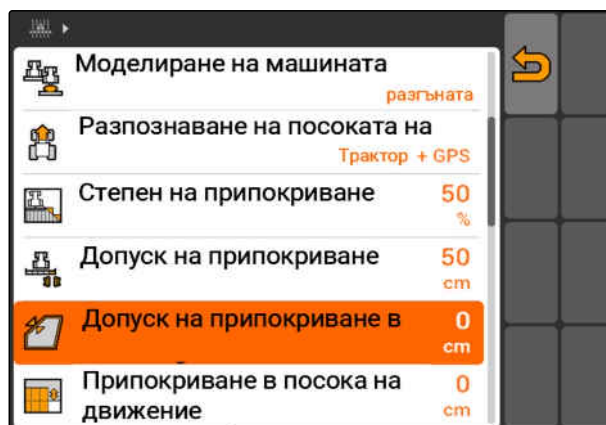 Моделиране на машината
разгъната
Разпознаване на посоката на
Трактор + GPS
Степен на припокриване 50
%
Допуск на припокриване 50
cm
Допуск на припокриване в 0
cm
Припокриване в посока на 0
движение cm